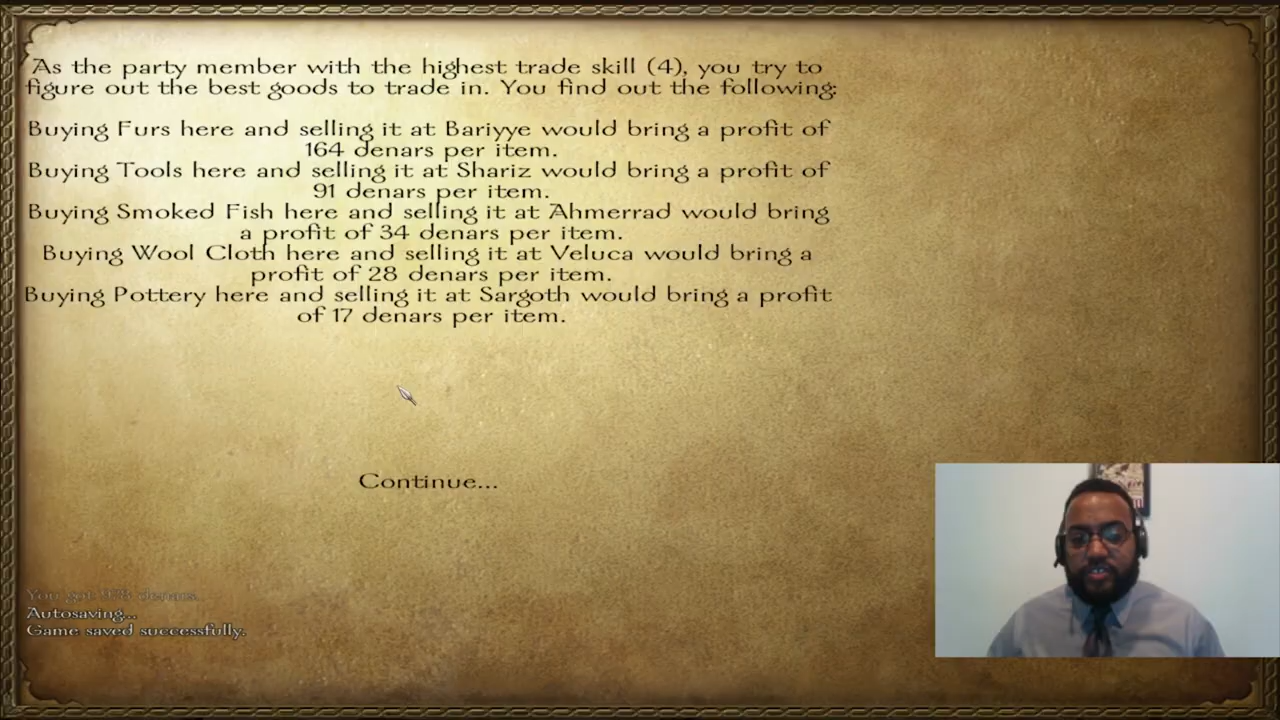 As the party member with the highest trade skill (4), you try to
figure out the best goods to trade in. You find out the following:
Buying Furs here and selling it at Bariyye would bring a profit of
164 denars per item.
Buying Tools here and selling it at Shariz would bring a profit of
91 denars per item.
Buying Smoked Fish here and selling it at Ahmerrad would bring
a profit of 34 denars per item.
Buying Wool Cloth here and selling it at Veluca would bring a
profit of 28 denars per item.
Buying Pottery here and selling it at Sargoth would bring a profit
of 17 denars per item.
Continue...
You got denars.
Autosaving...
Game saved successfully.